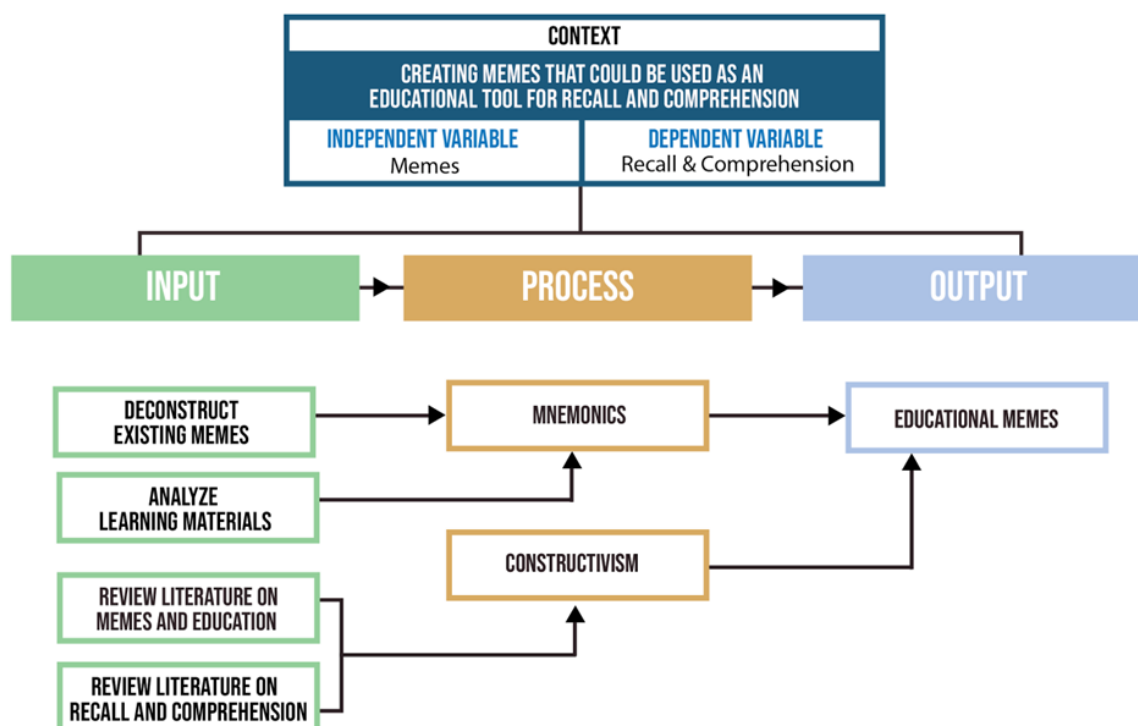 CONTEXT
CREATING MEMES THAT COULD BE USED AS AN
EDUCATIONAL TOOL FOR RECALL AND COMPREHENSION
INDEPENDENT VARIABLE
Memes
DEPENDENT VARIABLE
Recall & Comprehension
INPUT
PROCESS
OUTPUT
DECONSTRUCT
EXISTING MEMES
MNEMONICS
EDUCATIONAL MEMES
ANALYZE
LEARNING MATERIALS
CONSTRUCTIVISM
REVIEW LITERATURE ON
MEMES AND EDUCATION
REVIEW LITERATURE ON
RECALL AND COMPREHENSION